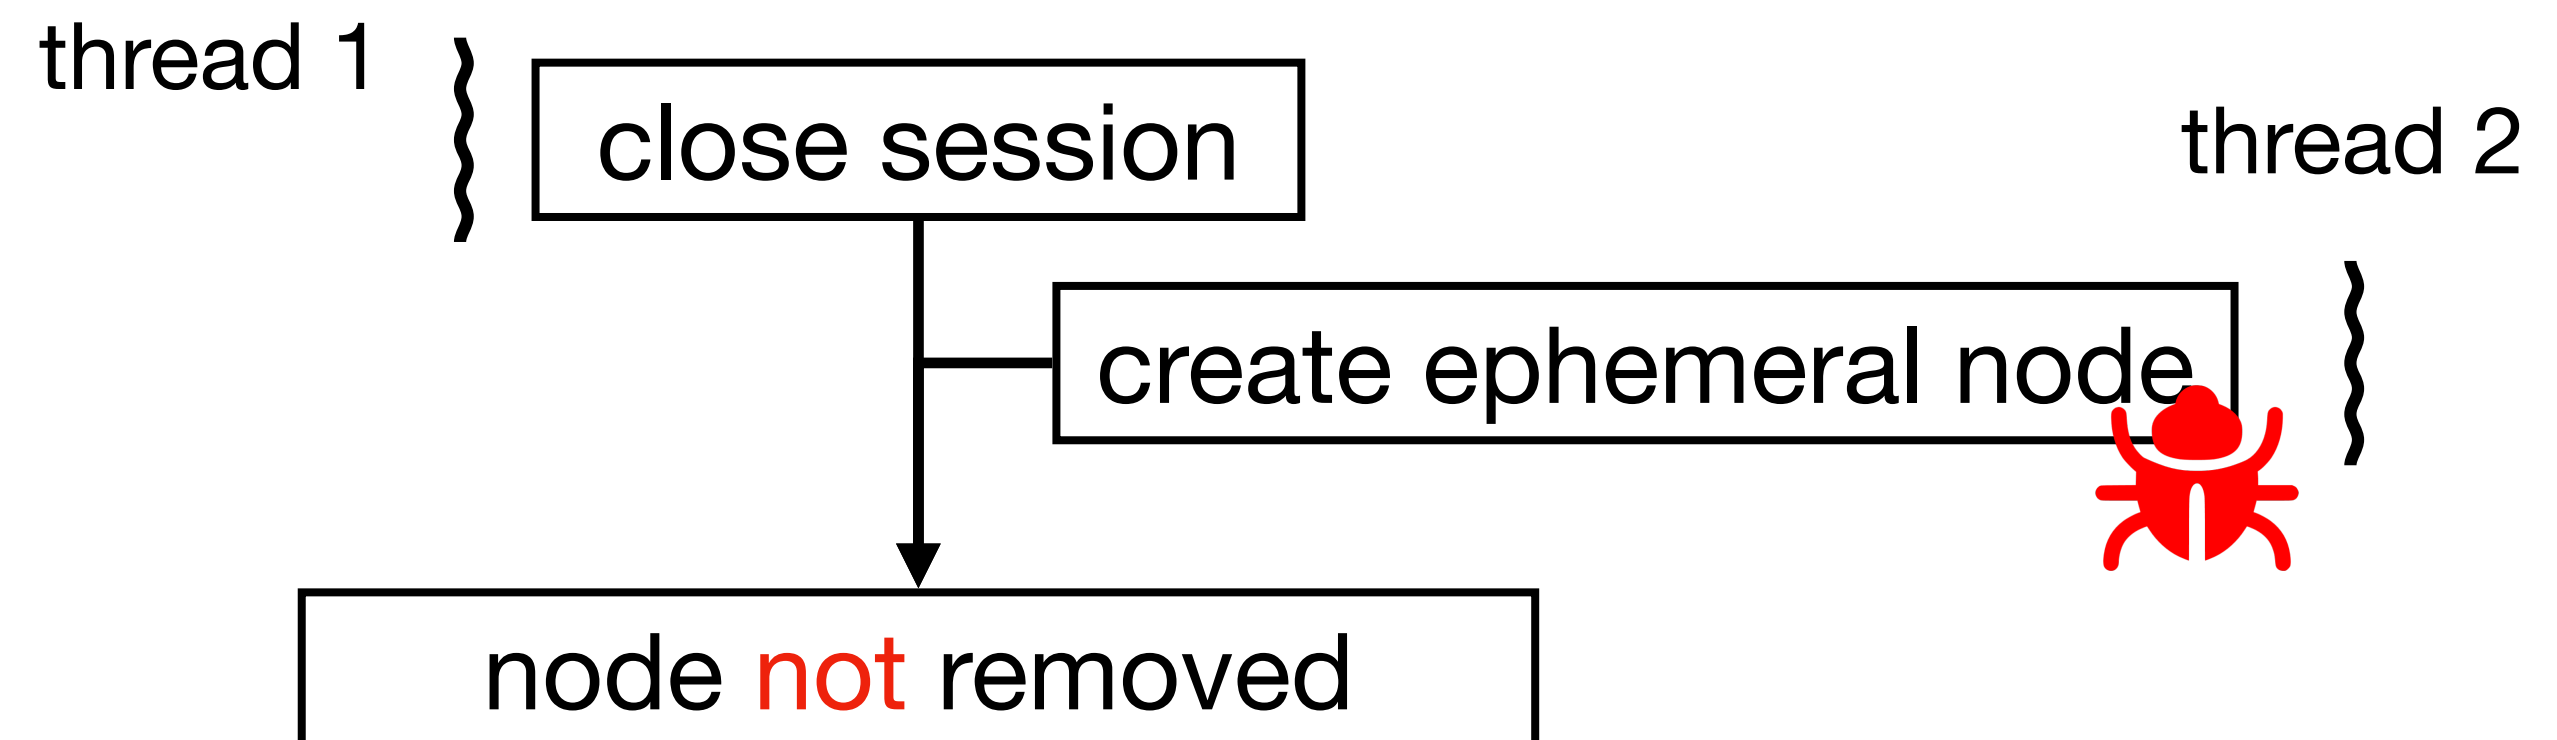 thread 1
close session
thread 2
create ephemeral node
node not removed